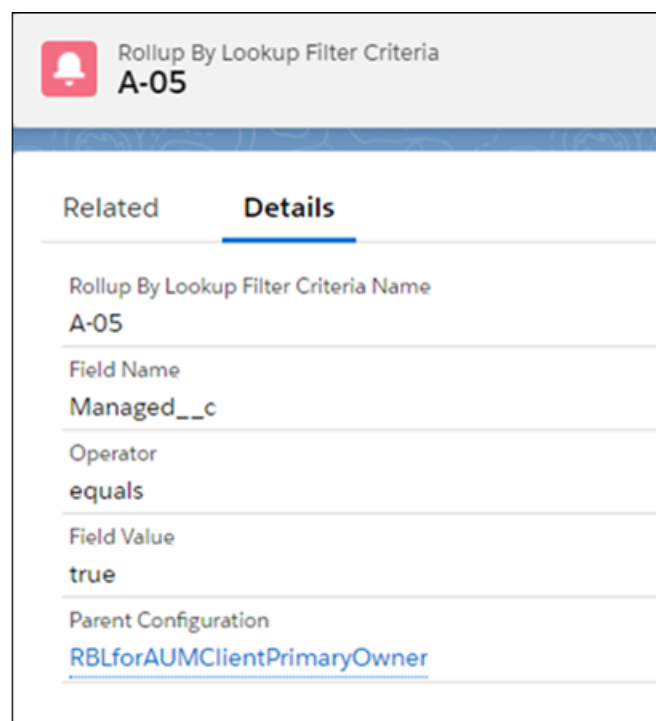 Rollup By Lookup Filter Criteria
A-05
Related Details
Rollup By Lookup Filter Criteria Name
A-05
Field Name
Managed__c
Operator
equals
Field Value
true
Parent Configuration
RBLforAUMClientPrimaryOwner